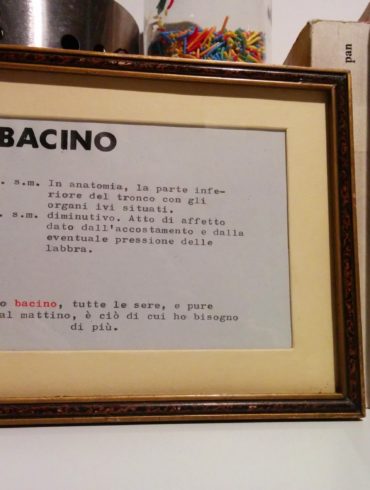 BACINO
. s.m. In anatomia, la parte infe-
riore del tronco con gli
organi ivi situati.
. s.m. diminutivo. Atto di affetto
dato dall'accostamento e dalla
eventuale pressione delle
labbra.
o bacino, tutte le sere, e pure
al mattino, è ciò di cui ho bisogno
di più.
pan